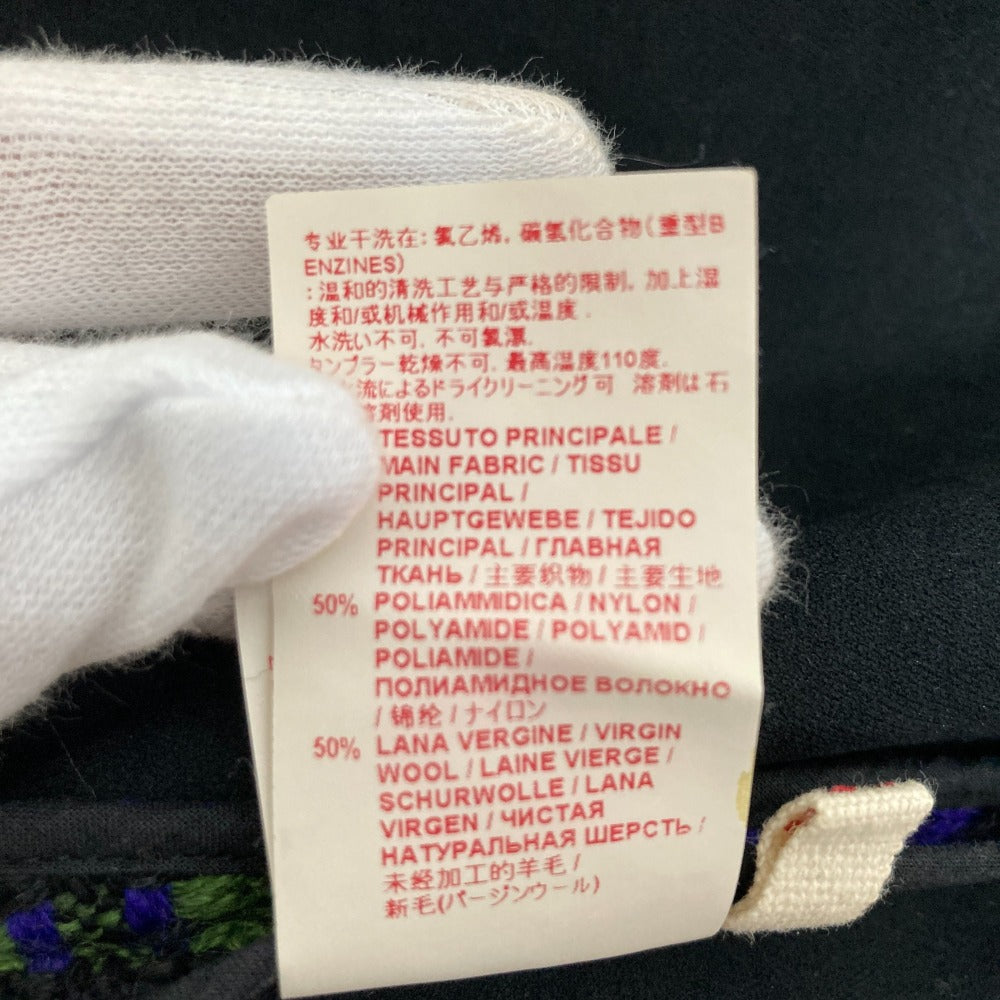 专业干洗在: 氯乙烯, 碳氢化合物(重型B
ENZINES)
:温和的清洗工艺与严格的限制, 加上湿
度和/或机械作用和/或温度.
水洗い不可, 不可氯漂.
タンブラー乾燥不可, 最高温度110度.
流によるドライクリーニング可 溶剤は石
溶剤使用.
TESSUTO PRINCIPALE /
MAIN FABRIC / TISSU
PRINCIPAL /
HAUPTGEWEBE / TEJIDO
PRINCIPAL / ГЛАВНАЯ
ТКАНЬ / 主要织物 / 主要生地
50% POLIAMMIDICA / NYLON /
POLYAMIDE / POLYAMID /
POLIAMIDE /
ПОЛИАМИДНОЕ ВОЛОКНО
/ 锦纶 / ナイロン
50% LANA VERGINE / VIRGIN
WOOL / LAINE VIERGE /
SCHURWOLLE / LANA
VIRGEN / ЧИСТАЯ
НАТУРАЛЬНАЯ ШЕРСТЬ /
未经加工的羊毛 /
新毛(バージンウール)